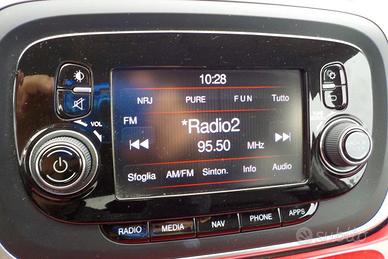 10:28
NRJ PURE FUN Tutto
FM
*Radio2
95.50 MHz
Sfoglia AM/FM Sinton. Info Audio
VOL
RADIO MEDIA NAV PHONE APPS
subito